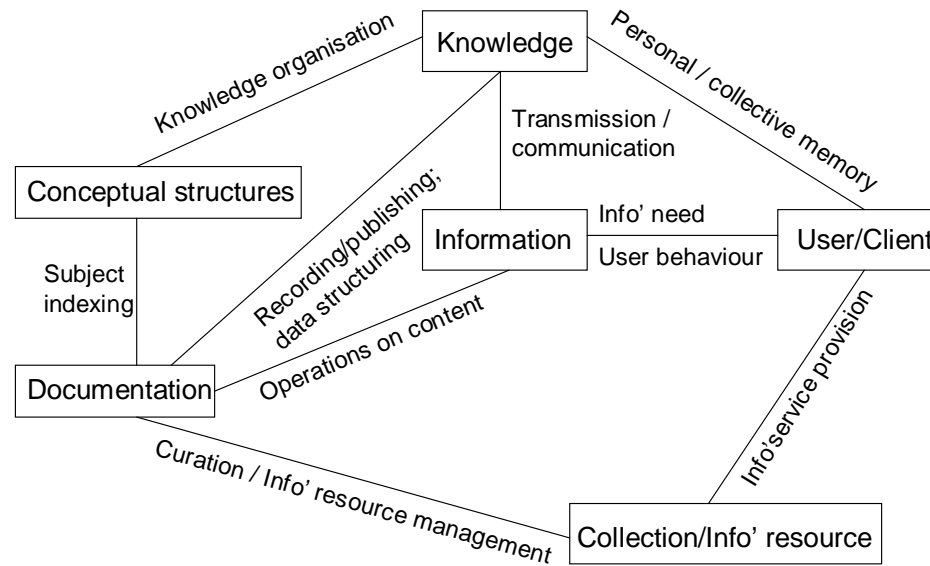 Knowledge
Knowledge organisation
Personal / collective memory
Transmission /
communication
Conceptual structures
Recording/publishing;
data structuring
Information
Info’ need
User behaviour
User/Client
Subject
indexing
Operations on content
Info’service provision
Documentation
Curation / Info’ resource management
Collection/Info’ resource